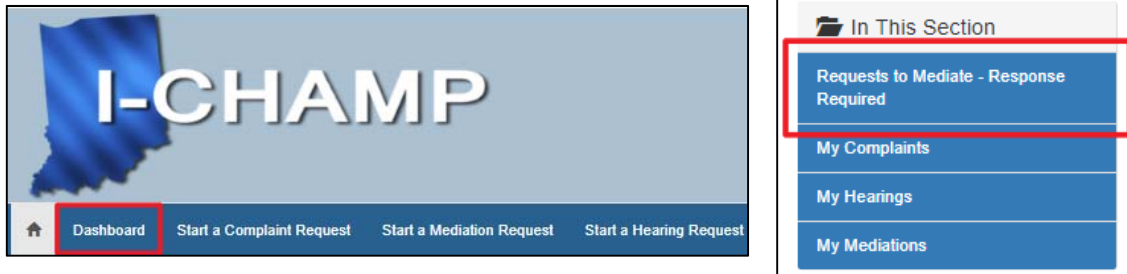 I-CHAMP
Dashboard Start a Complaint Request Start a Mediation Request Start a Hearing Request
In This Section
Requests to Mediate - Response
Required
My Complaints
My Hearings
My Mediations